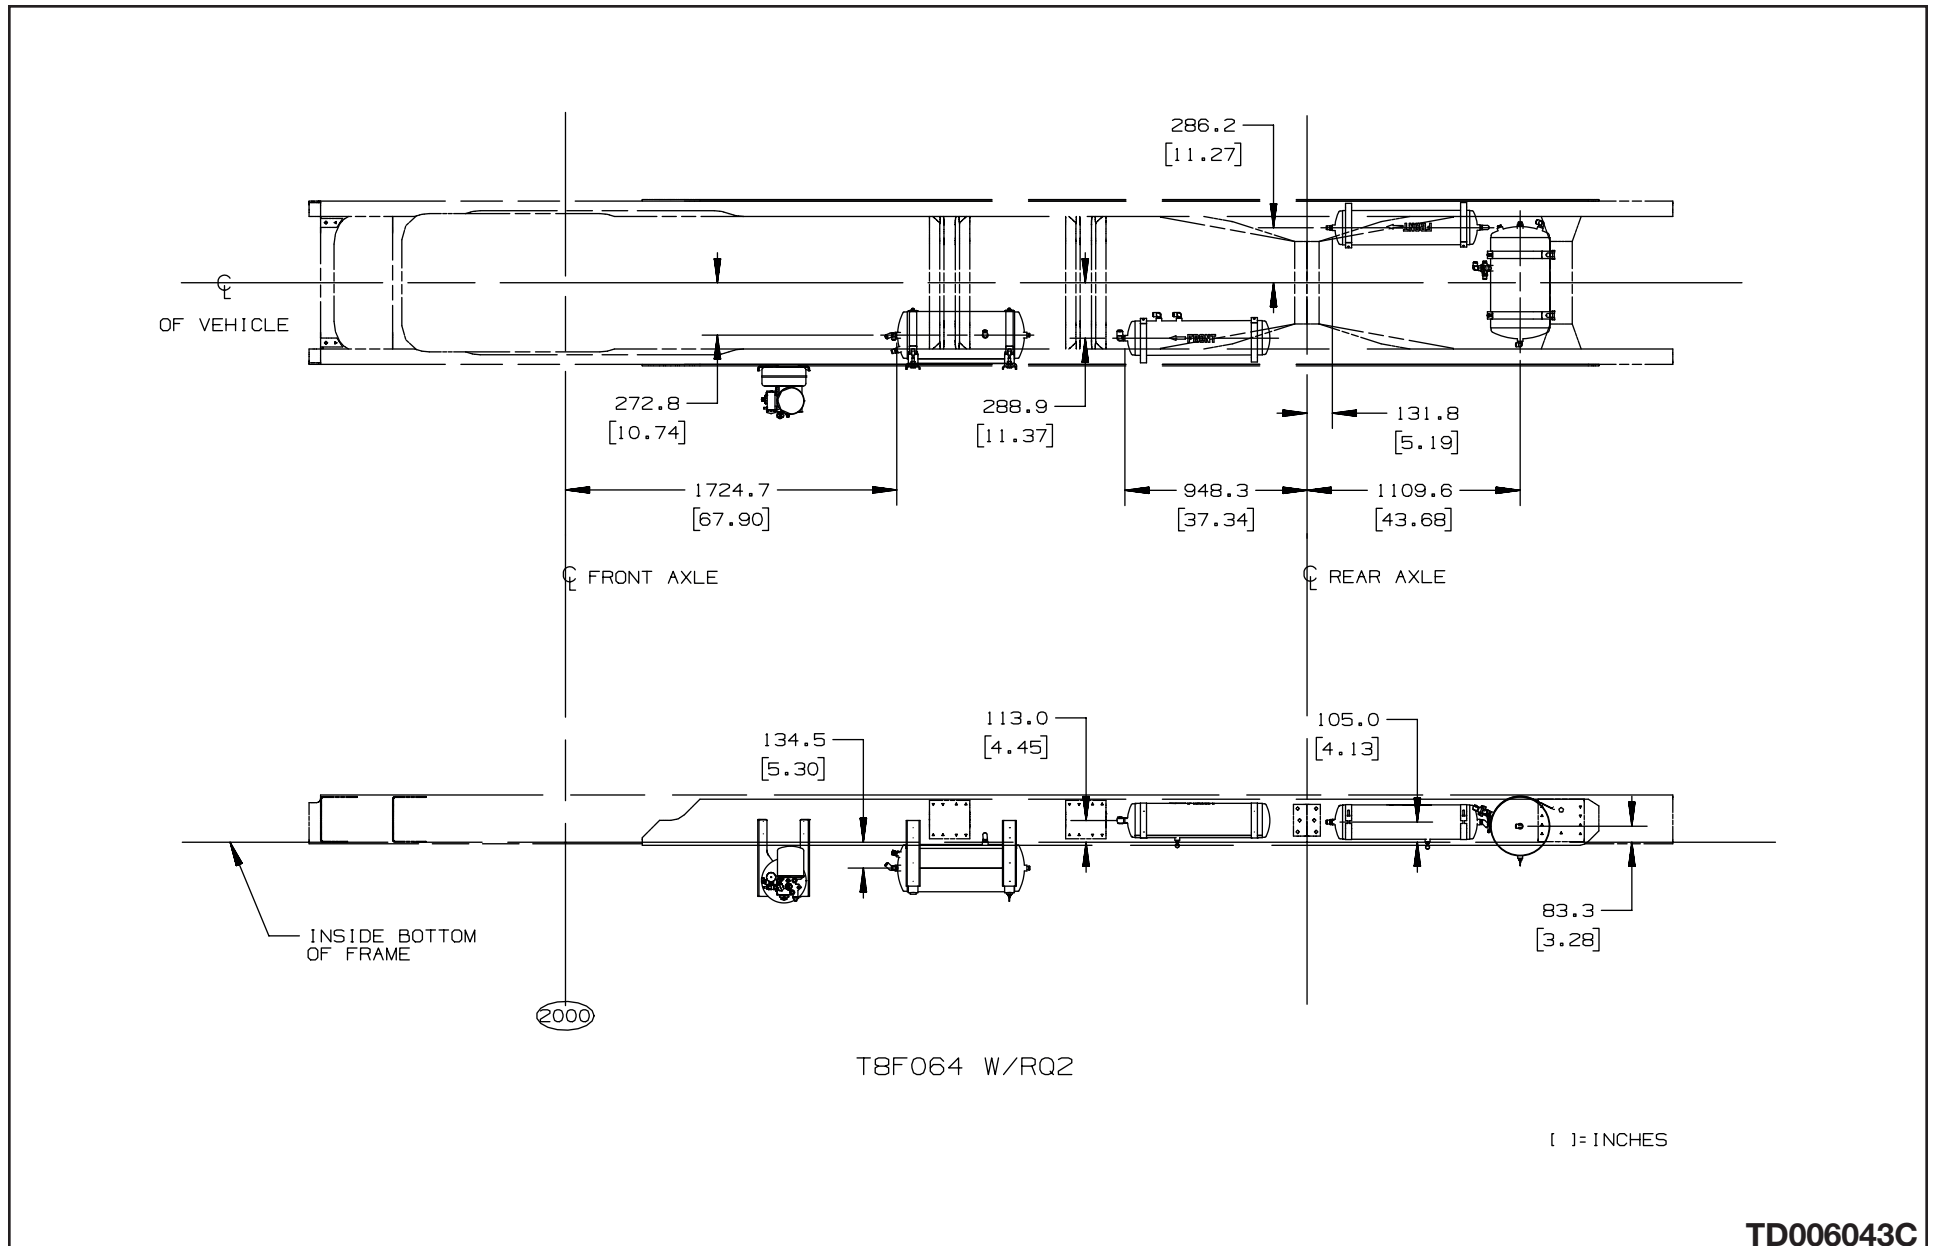 286.2
[11.27]
FRONT
℄
OF VEHICLE
FRONT
272.8
[10.74]
288.9
[11.37]
131.8
[5.19]
1724.7
[67.90]
948.3
[37.34]
1109.6
[43.68]
℄ FRONT AXLE
℄ REAR AXLE
113.0
[4.45]
105.0
[4.13]
134.5
[5.30]
83.3
[3.28]
INSIDE BOTTOM
OF FRAME
2000
T8F064 W/RQ2
[ ]=INCHES
TD006043C